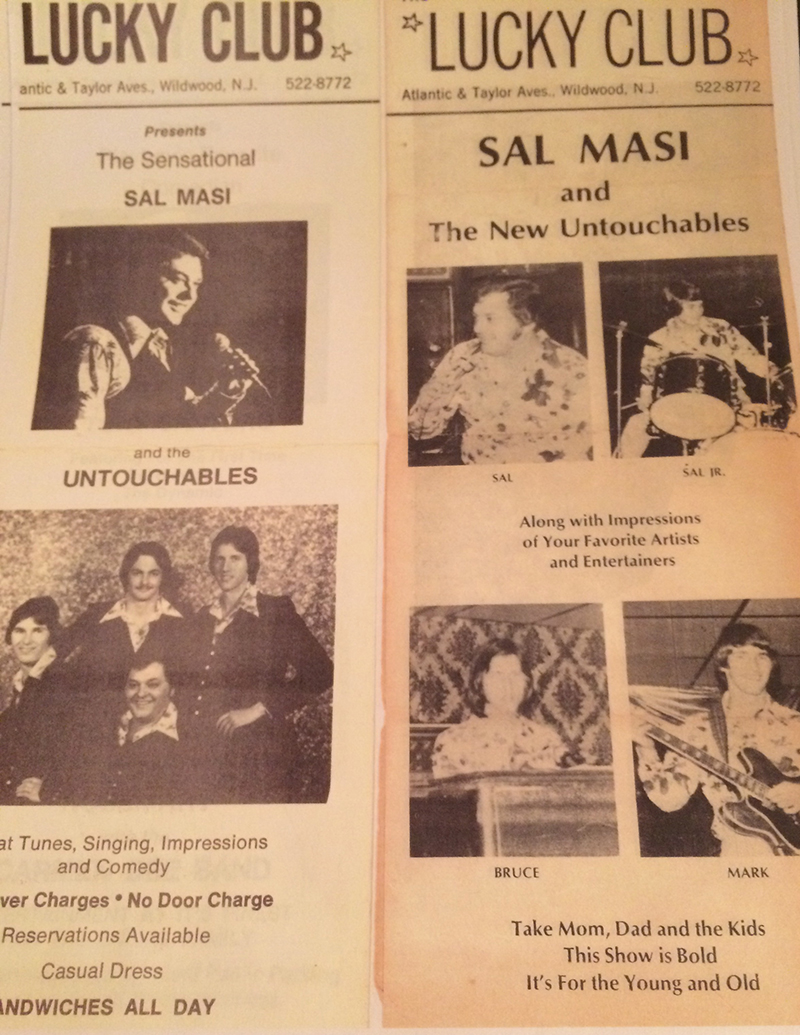 LUCKY CLUB
antic & Taylor Aves., Wildwood, N.J. 522-8772
Presents
The Sensational
SAL MASI
and the
UNTOUCHABLES
at Tunes, Singing, Impressions
and Comedy
ver Charges • No Door Charge
Reservations Available
Casual Dress
ANDWICHES ALL DAY
LUCKY CLUB
Atlantic & Taylor Aves., Wildwood, N.J. 522-8772
SAL MASI
and
The New Untouchables
SAL
SAL JR.
Along with Impressions
of Your Favorite Artists
and Entertainers
BRUCE
MARK
Take Mom, Dad and the Kids
This Show is Bold
It's For the Young and Old